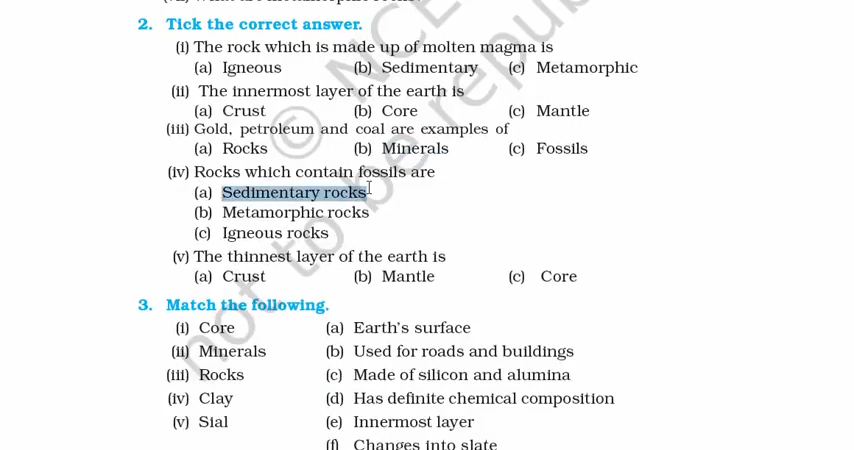 2. Tick the correct answer.
(i) The rock which is made up of molten magma is
(a) Igneous (b) Sedimentary (c) Metamorphic
(ii) The innermost layer of the earth is
(a) Crust (b) Core (c) Mantle
(iii) Gold, petroleum and coal are examples of
(a) Rocks (b) Minerals (c) Fossils
(iv) Rocks which contain fossils are
(a) Sedimentary rocks
(b) Metamorphic rocks
(c) Igneous rocks
(v) The thinnest layer of the earth is
(a) Crust (b) Mantle (c) Core
3. Match the following.
(i) Core (a) Earth's surface
(ii) Minerals (b) Used for roads and buildings
(iii) Rocks (c) Made of silicon and alumina
(iv) Clay (d) Has definite chemical composition
(v) Sial (e) Innermost layer
(f) Changes into slate
© NCE
not to be republ